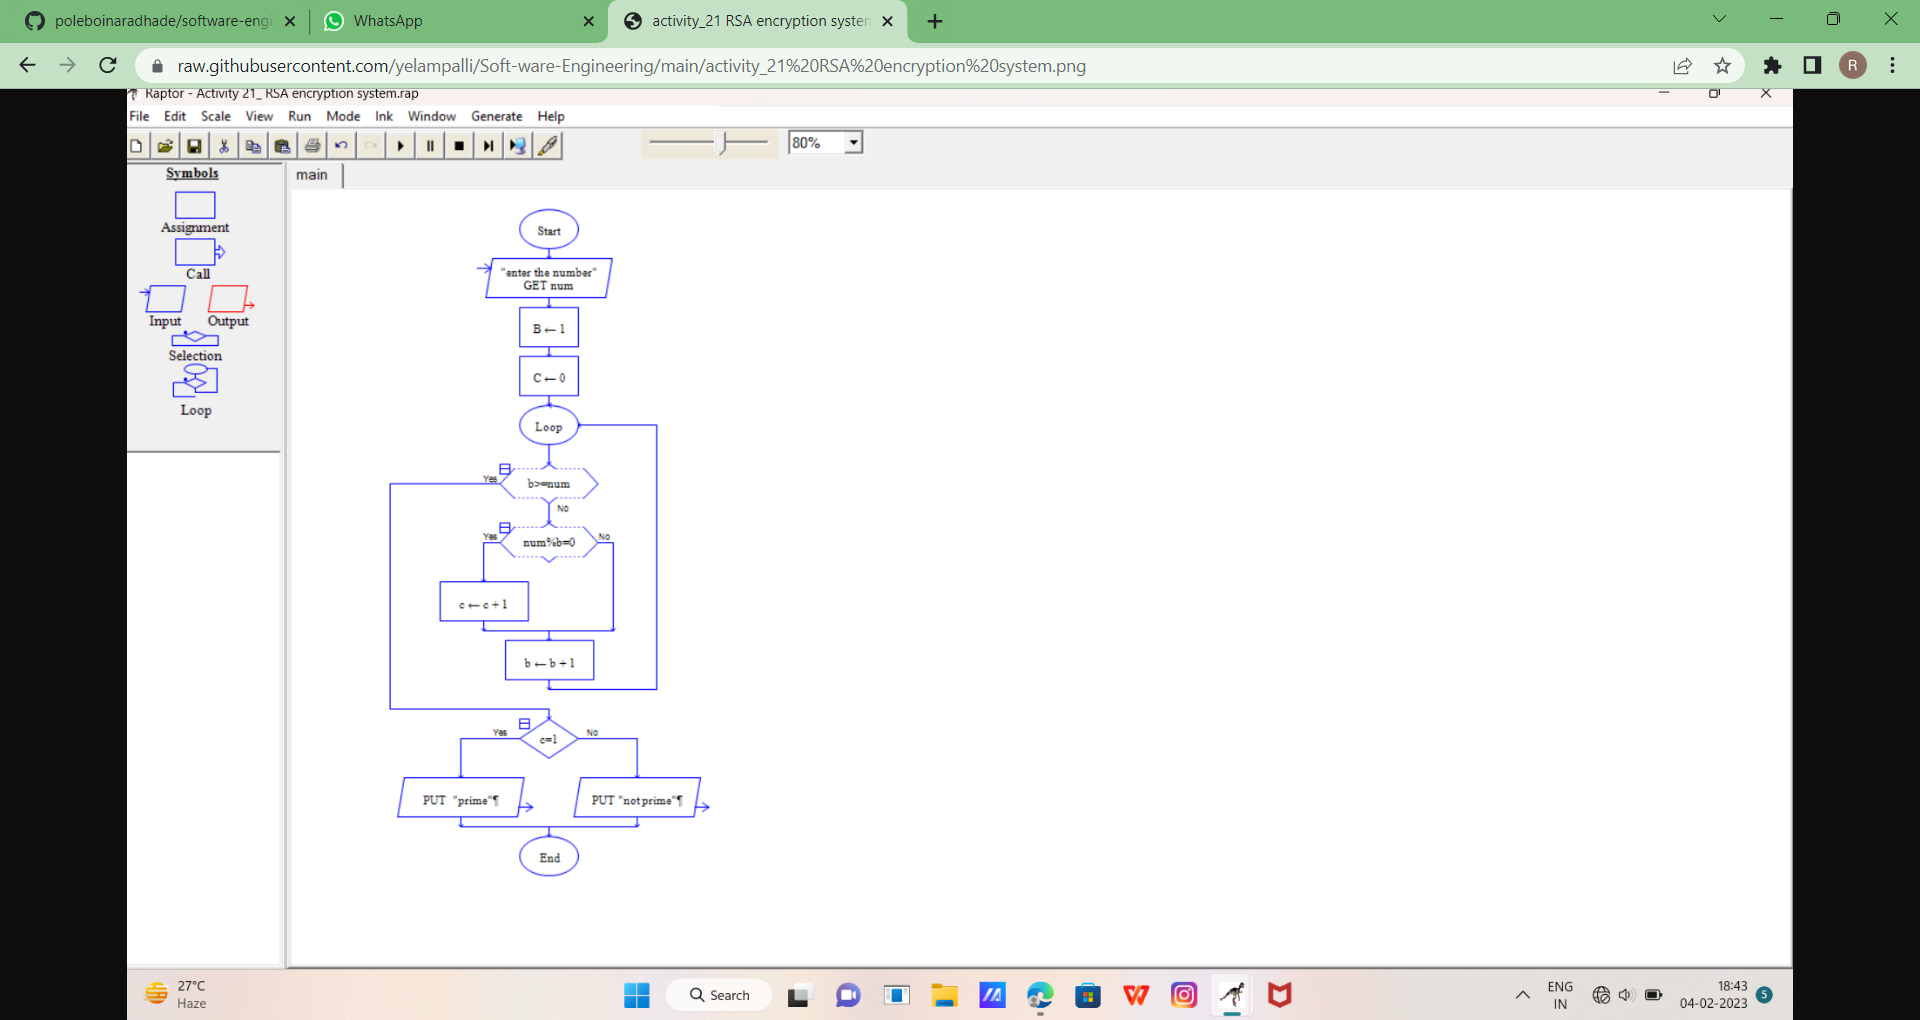 poleboinaradhade/software-engi
WhatsApp
activity_21 RSA encryption system
raw.githubusercontent.com/yelampalli/Soft-ware-Engineering/main/activity_21%20RSA%20encryption%20system.png
R
Raptor - Activity 21_ RSA encryption system.rap
File Edit Scale View Run Mode Ink Window Generate Help
80%
Symbols
main
Assignment
Call
Input Output
Selection
Loop
Start
"enter the number"
GET num
B ← 1
C ← 0
Loop
Yes
b>=num
No
Yes
num%b=0
No
c ← c + 1
b ← b + 1
Yes
c=1
No
PUT "prime"¶
PUT "not prime"¶
End
27°C
Haze
Search
ENG
IN
18:43
04-02-2023
5